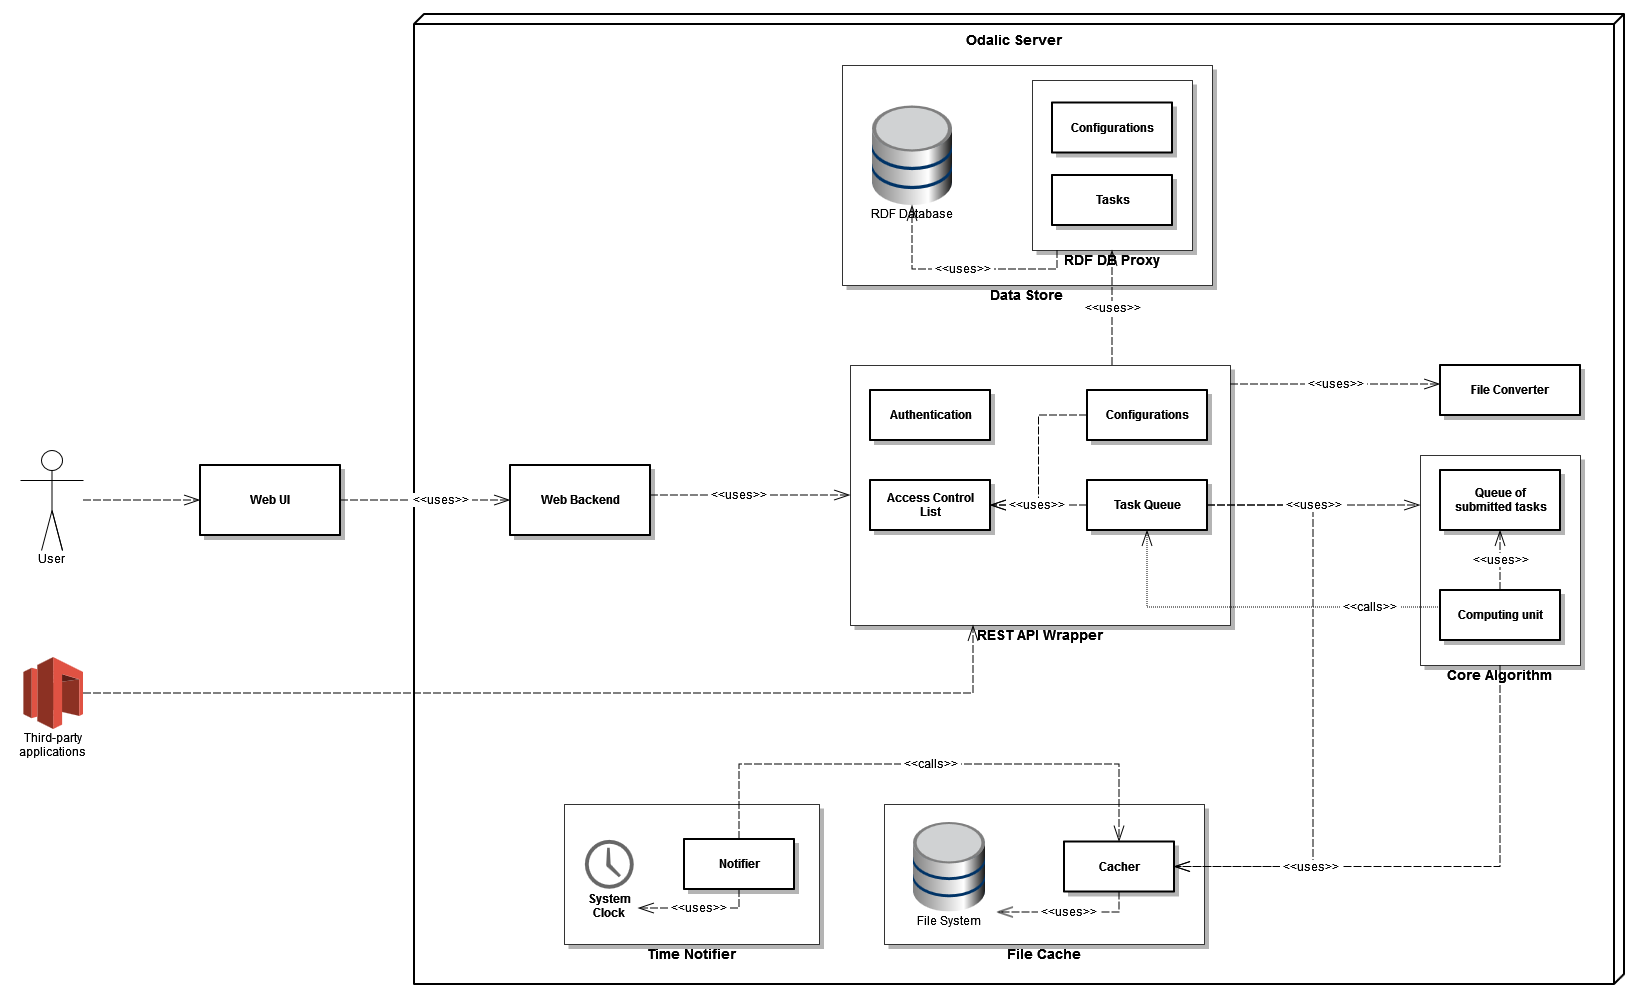 Odalic Server
Configurations
Tasks
RDF Database
<<uses>>
RDF DB Proxy
Data Store
<<uses>>
Authentication
Configurations
<<uses>>
File Converter
User
Web UI
<<uses>>
Web Backend
<<uses>>
Access Control
List
<<uses>>
Task Queue
<<uses>>
Queue of
submitted tasks
<<uses>>
<<calls>>
Computing unit
REST API Wrapper
Core Algorithm
Third-party
applications
<<calls>>
System
Clock
Notifier
<<uses>>
Time Notifier
File System
Cacher
<<uses>>
<<uses>>
File Cache